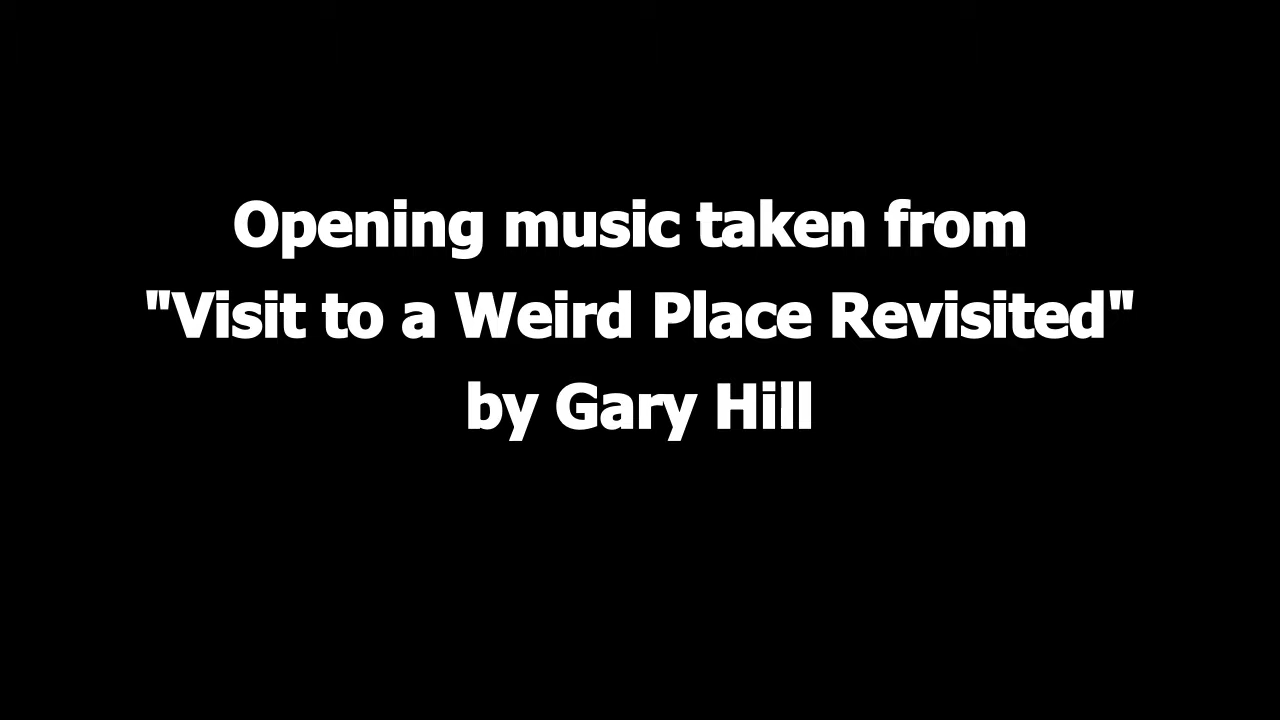 Opening music taken from
"Visit to a Weird Place Revisited"
by Gary Hill